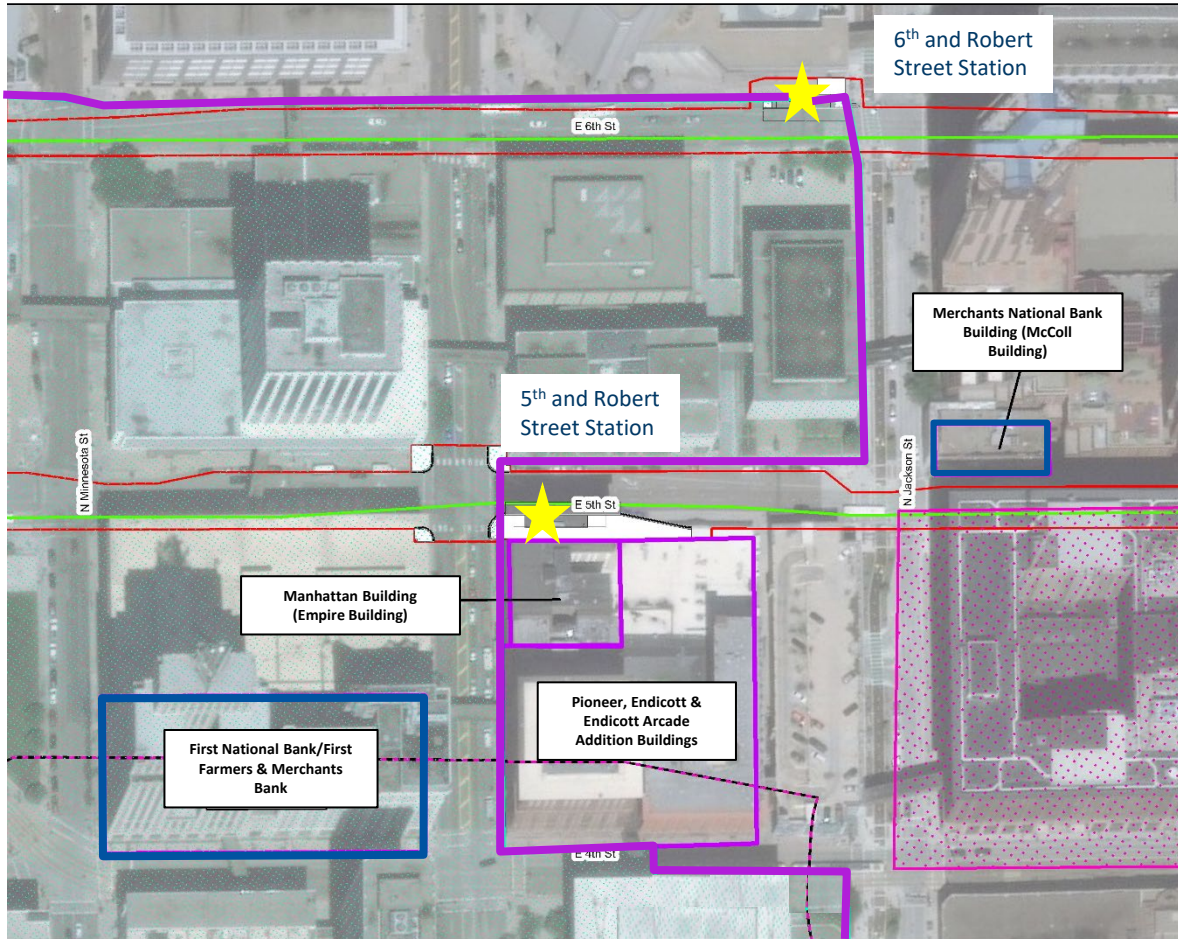 6th and Robert
Street Station
E 6th St
Merchants National Bank
Building (McColl
Building)
5th and Robert
Street Station
N Minnesota St
N Jackson St
E 5th St
Manhattan Building
(Empire Building)
Pioneer, Endicott &
Endicott Arcade
Addition Buildings
First National Bank/First
Farmers & Merchants
Bank
E 4th St